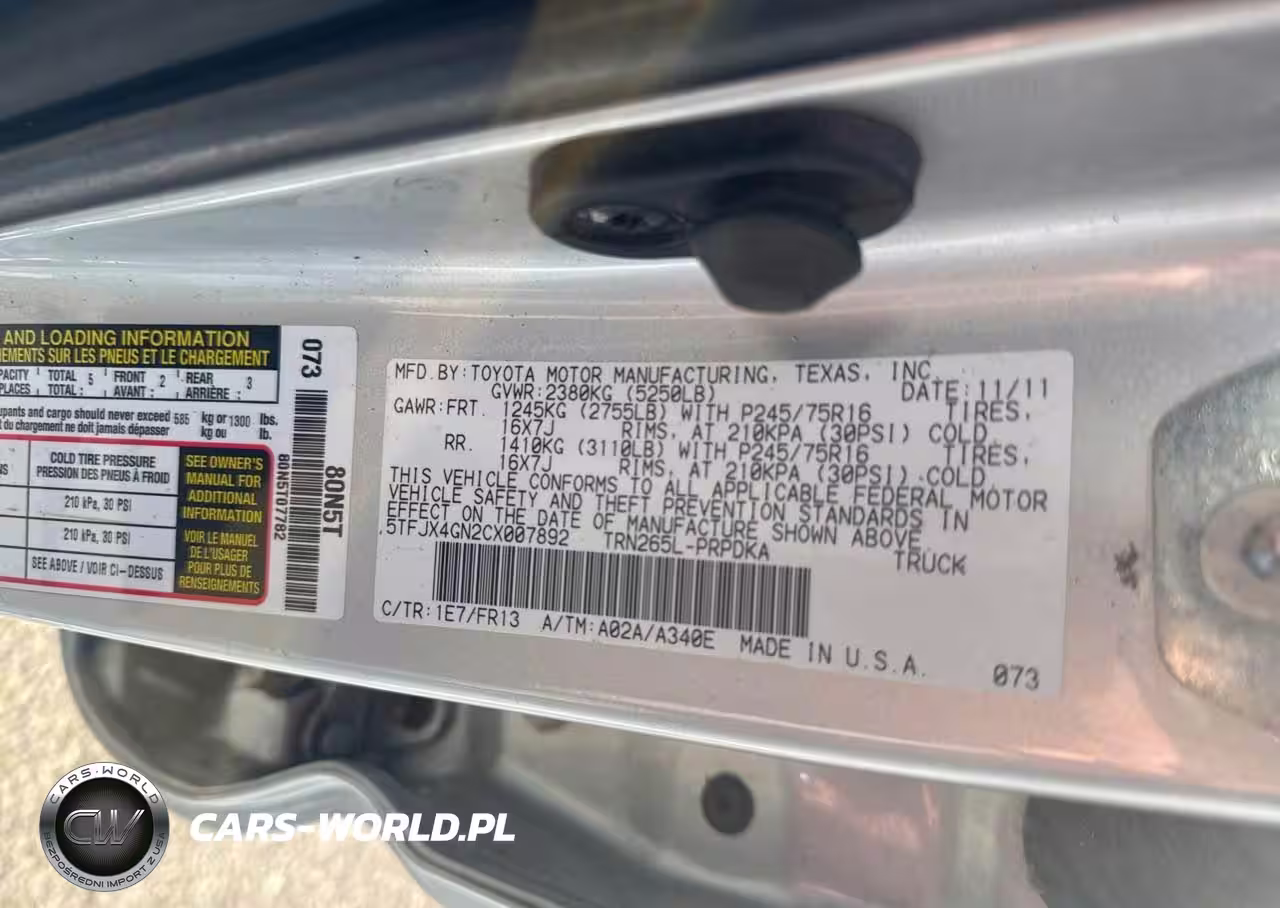 AND LOADING INFORMATION
EMENTS SUR LES PNEUS ET LE CHARGEMENT
PACITY TOTAL 5 FRONT 2 REAR 3
PLACES TOTAL: AVANT: ARRIÈRE:
upants and cargo should never exceed 585 kg or 1300 lbs.
t du chargement ne doit jamais dépasser kg ou lb.
COLD TIRE PRESSURE
PRESSION DES PNEUS À FROID
210 kPa, 30 PSI
210 kPa, 30 PSI
SEE ABOVE / VOIR CI-DESSUS
SEE OWNER'S
MANUAL FOR
ADDITIONAL
INFORMATION
VOIR LE MANUEL
DE L'USAGER
POUR PLUS DE
RENSEIGNEMENTS
073
80N5T
MFD.BY:TOYOTA MOTOR MANUFACTURING, TEXAS, INC.
GVWR:2380KG (5250LB) DATE:11/11
GAWR:FRT. 1245KG (2755LB) WITH P245/75R16 TIRES,
16X7J RIMS, AT 210KPA (30PSI) COLD
RR. 1410KG (3110LB) WITH P245/75R16 TIRES,
16X7J RIMS, AT 210KPA (30PSI) COLD
THIS VEHICLE CONFORMS TO ALL APPLICABLE FEDERAL MOTOR
VEHICLE SAFETY AND THEFT PREVENTION STANDARDS IN
EFFECT ON THE DATE OF MANUFACTURE SHOWN ABOVE.
5TFJX4GN2CX007892 TRN265L-PRPDKA
TRUCK
C/TR:1E7/FR13 A/TM:A02A/A340E MADE IN U.S.A.
073
CARS-WORLD
CW
BEZPOŚREDNI IMPORT Z USA
CARS-WORLD.PL